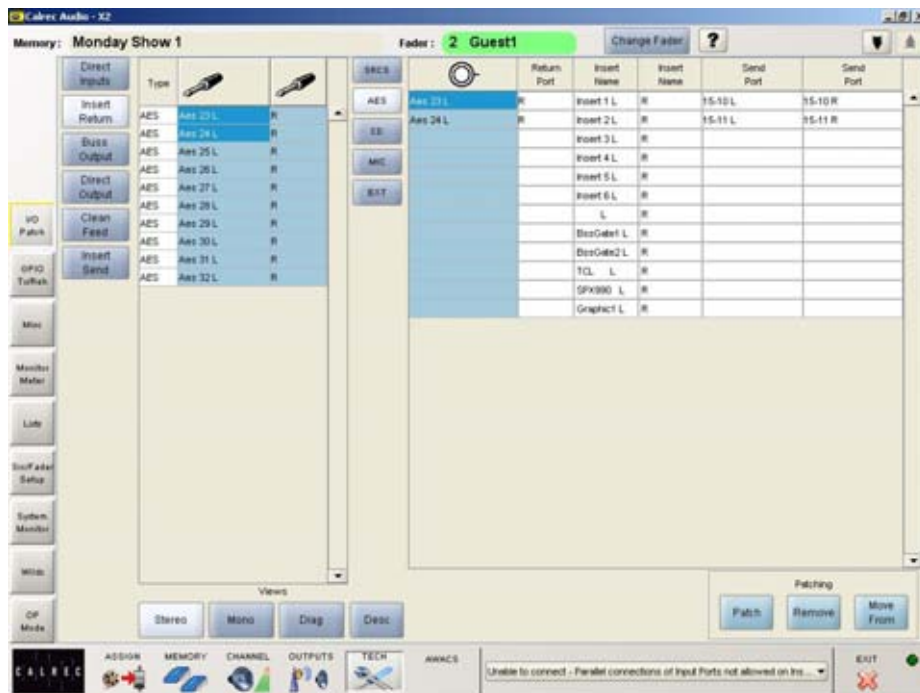 Calrec Audio - X2
Memory: Monday Show 1 Fader: 2 Guest1 Change Fader ?
Direct Inputs
Insert Return
Buss Output
Direct Output
Clean Feed
Insert Send
I/O Patch
GPIO TxReh
Misc
Monitor Meter
Lists
Src/Fader Setup
System Monitor
Wilds
OP Mode
Type
AES Aes 23 L R
AES Aes 24 L R
AES Aes 25 L R
AES Aes 26 L R
AES Aes 27 L R
AES Aes 28 L R
AES Aes 29 L R
AES Aes 30 L R
AES Aes 31 L R
AES Aes 32 L R
SRCS
AES
MIC
EXT
Return Port Insert Name Insert Name Send Port Send Port
Aes 23 L R Insert 1 L R 15-10 L 15-10 R
Aes 24 L R Insert 2 L R 15-11 L 15-11 R
Insert 3 L R
Insert 4 L R
Insert 5 L R
Insert 6 L R
L R
BssGate1 L R
BssGate2 L R
TCL L R
SPX990 L R
Graphic1 L R
Views
Stereo Mono Diag Desc
Patching
Patch Remove Move From
CALREC ASSIGN MEMORY CHANNEL OUTPUTS TECH AWACS EXIT
Unable to connect - Parallel connections of Input Ports not allowed on Ins...